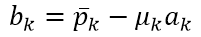 $b_k = \bar{p}_k - \mu_k a_k$